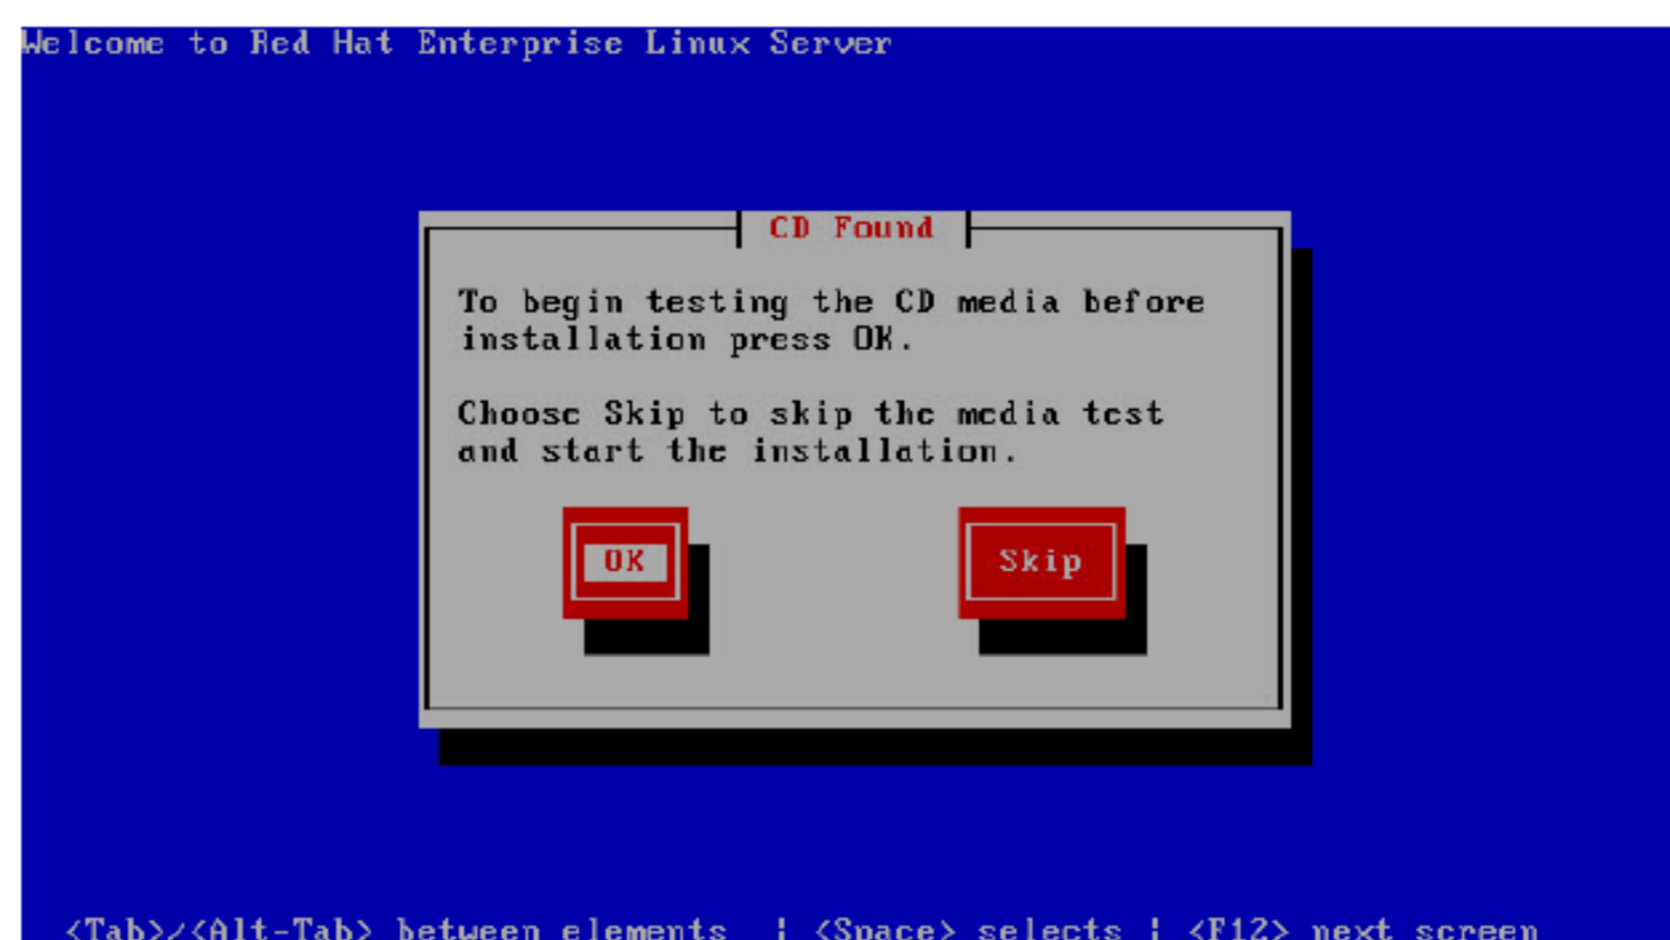 Welcome to Red Hat Enterprise Linux Server
CD Found
To begin testing the CD media before
installation press OK.
Choose Skip to skip the media test
and start the installation.
OK
Skip
<Tab>/<Alt-Tab> between elements | <Space> selects | <F12> next screen